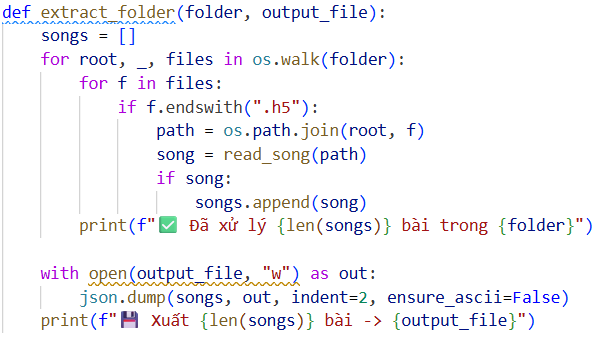 def extract_folder(folder, output_file):
    songs = []
    for root, _, files in os.walk(folder):
        for f in files:
            if f.endswith(".h5"):
                path = os.path.join(root, f)
                song = read_song(path)
                if song:
                    songs.append(song)
        print(f"✅ Đã xử lý {len(songs)} bài trong {folder}")

    with open(output_file, "w") as out:
        json.dump(songs, out, indent=2, ensure_ascii=False)
    print(f"💾 Xuất {len(songs)} bài -> {output_file}")